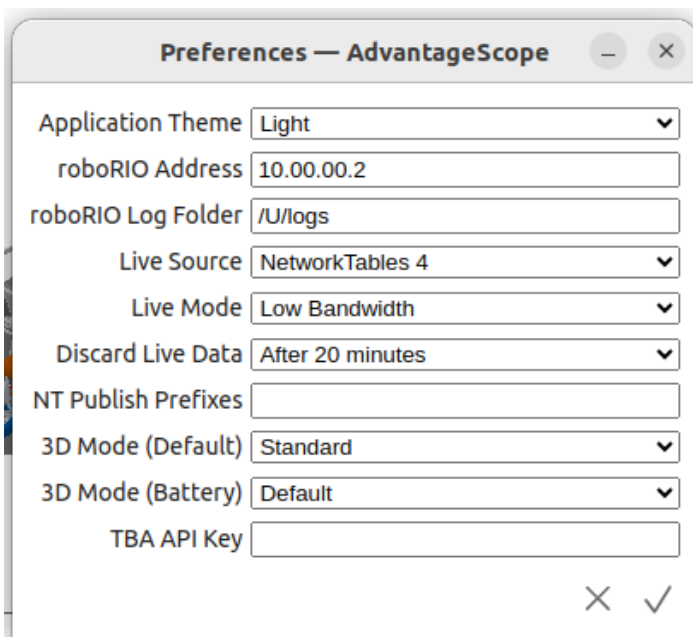 Preferences — AdvantageScope
Application Theme Light
roboRIO Address 10.00.00.2
roboRIO Log Folder /U/logs
Live Source NetworkTables 4
Live Mode Low Bandwidth
Discard Live Data After 20 minutes
NT Publish Prefixes
3D Mode (Default) Standard
3D Mode (Battery) Default
TBA API Key